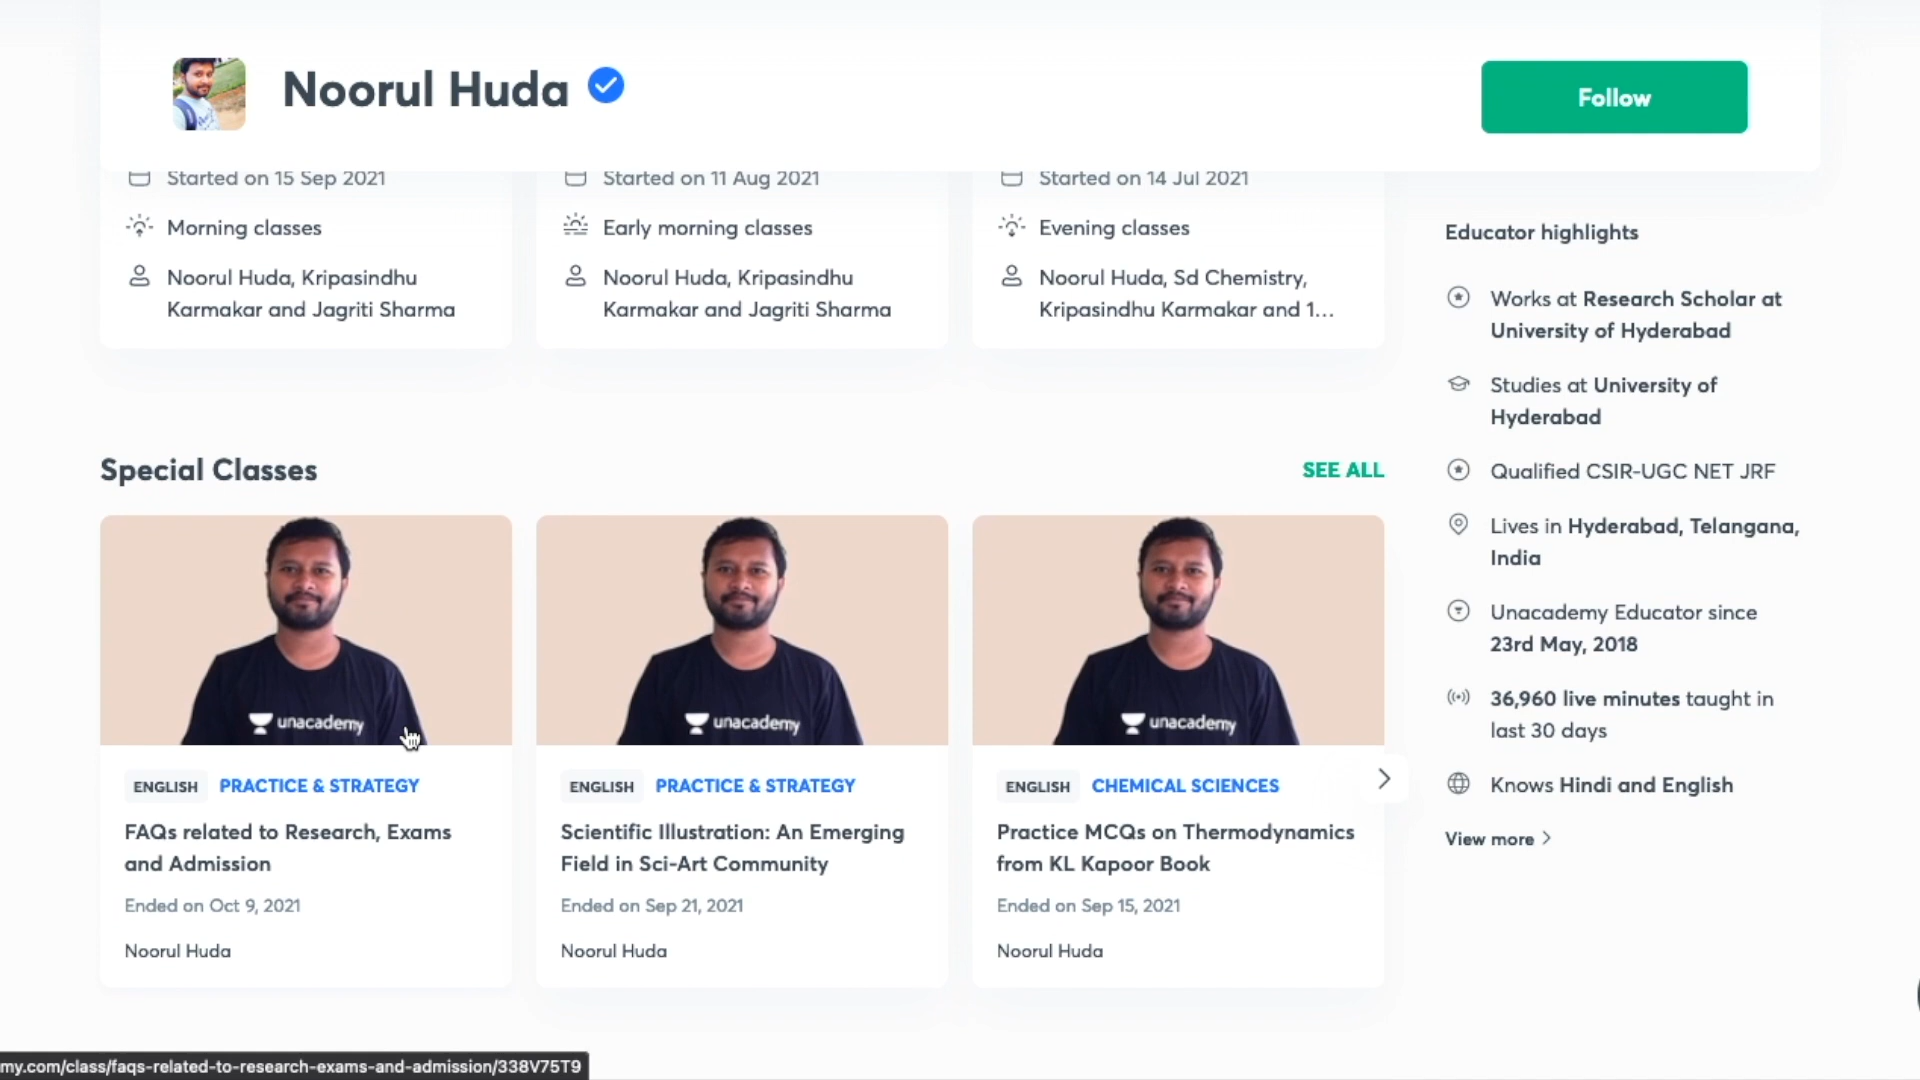 Noorul Huda
Follow
Started on 15 Sep 2021
Morning classes
Noorul Huda, Kripasindhu
Karmakar and Jagriti Sharma
Started on 11 Aug 2021
Early morning classes
Noorul Huda, Kripasindhu
Karmakar and Jagriti Sharma
Started on 14 Jul 2021
Evening classes
Noorul Huda, Sd Chemistry,
Kripasindhu Karmakar and 1...
Special Classes
SEE ALL
unacademy
ENGLISH PRACTICE & STRATEGY
FAQs related to Research, Exams
and Admission
Ended on Oct 9, 2021
Noorul Huda
unacademy
ENGLISH PRACTICE & STRATEGY
Scientific Illustration: An Emerging
Field in Sci-Art Community
Ended on Sep 21, 2021
Noorul Huda
unacademy
ENGLISH CHEMICAL SCIENCES
Practice MCQs on Thermodynamics
from KL Kapoor Book
Ended on Sep 15, 2021
Noorul Huda
Educator highlights
Works at Research Scholar at
University of Hyderabad
Studies at University of
Hyderabad
Qualified CSIR-UGC NET JRF
Lives in Hyderabad, Telangana,
India
Unacademy Educator since
23rd May, 2018
36,960 live minutes taught in
last 30 days
Knows Hindi and English
View more
my.com/class/faqs-related-to-research-exams-and-admission/338V75T9